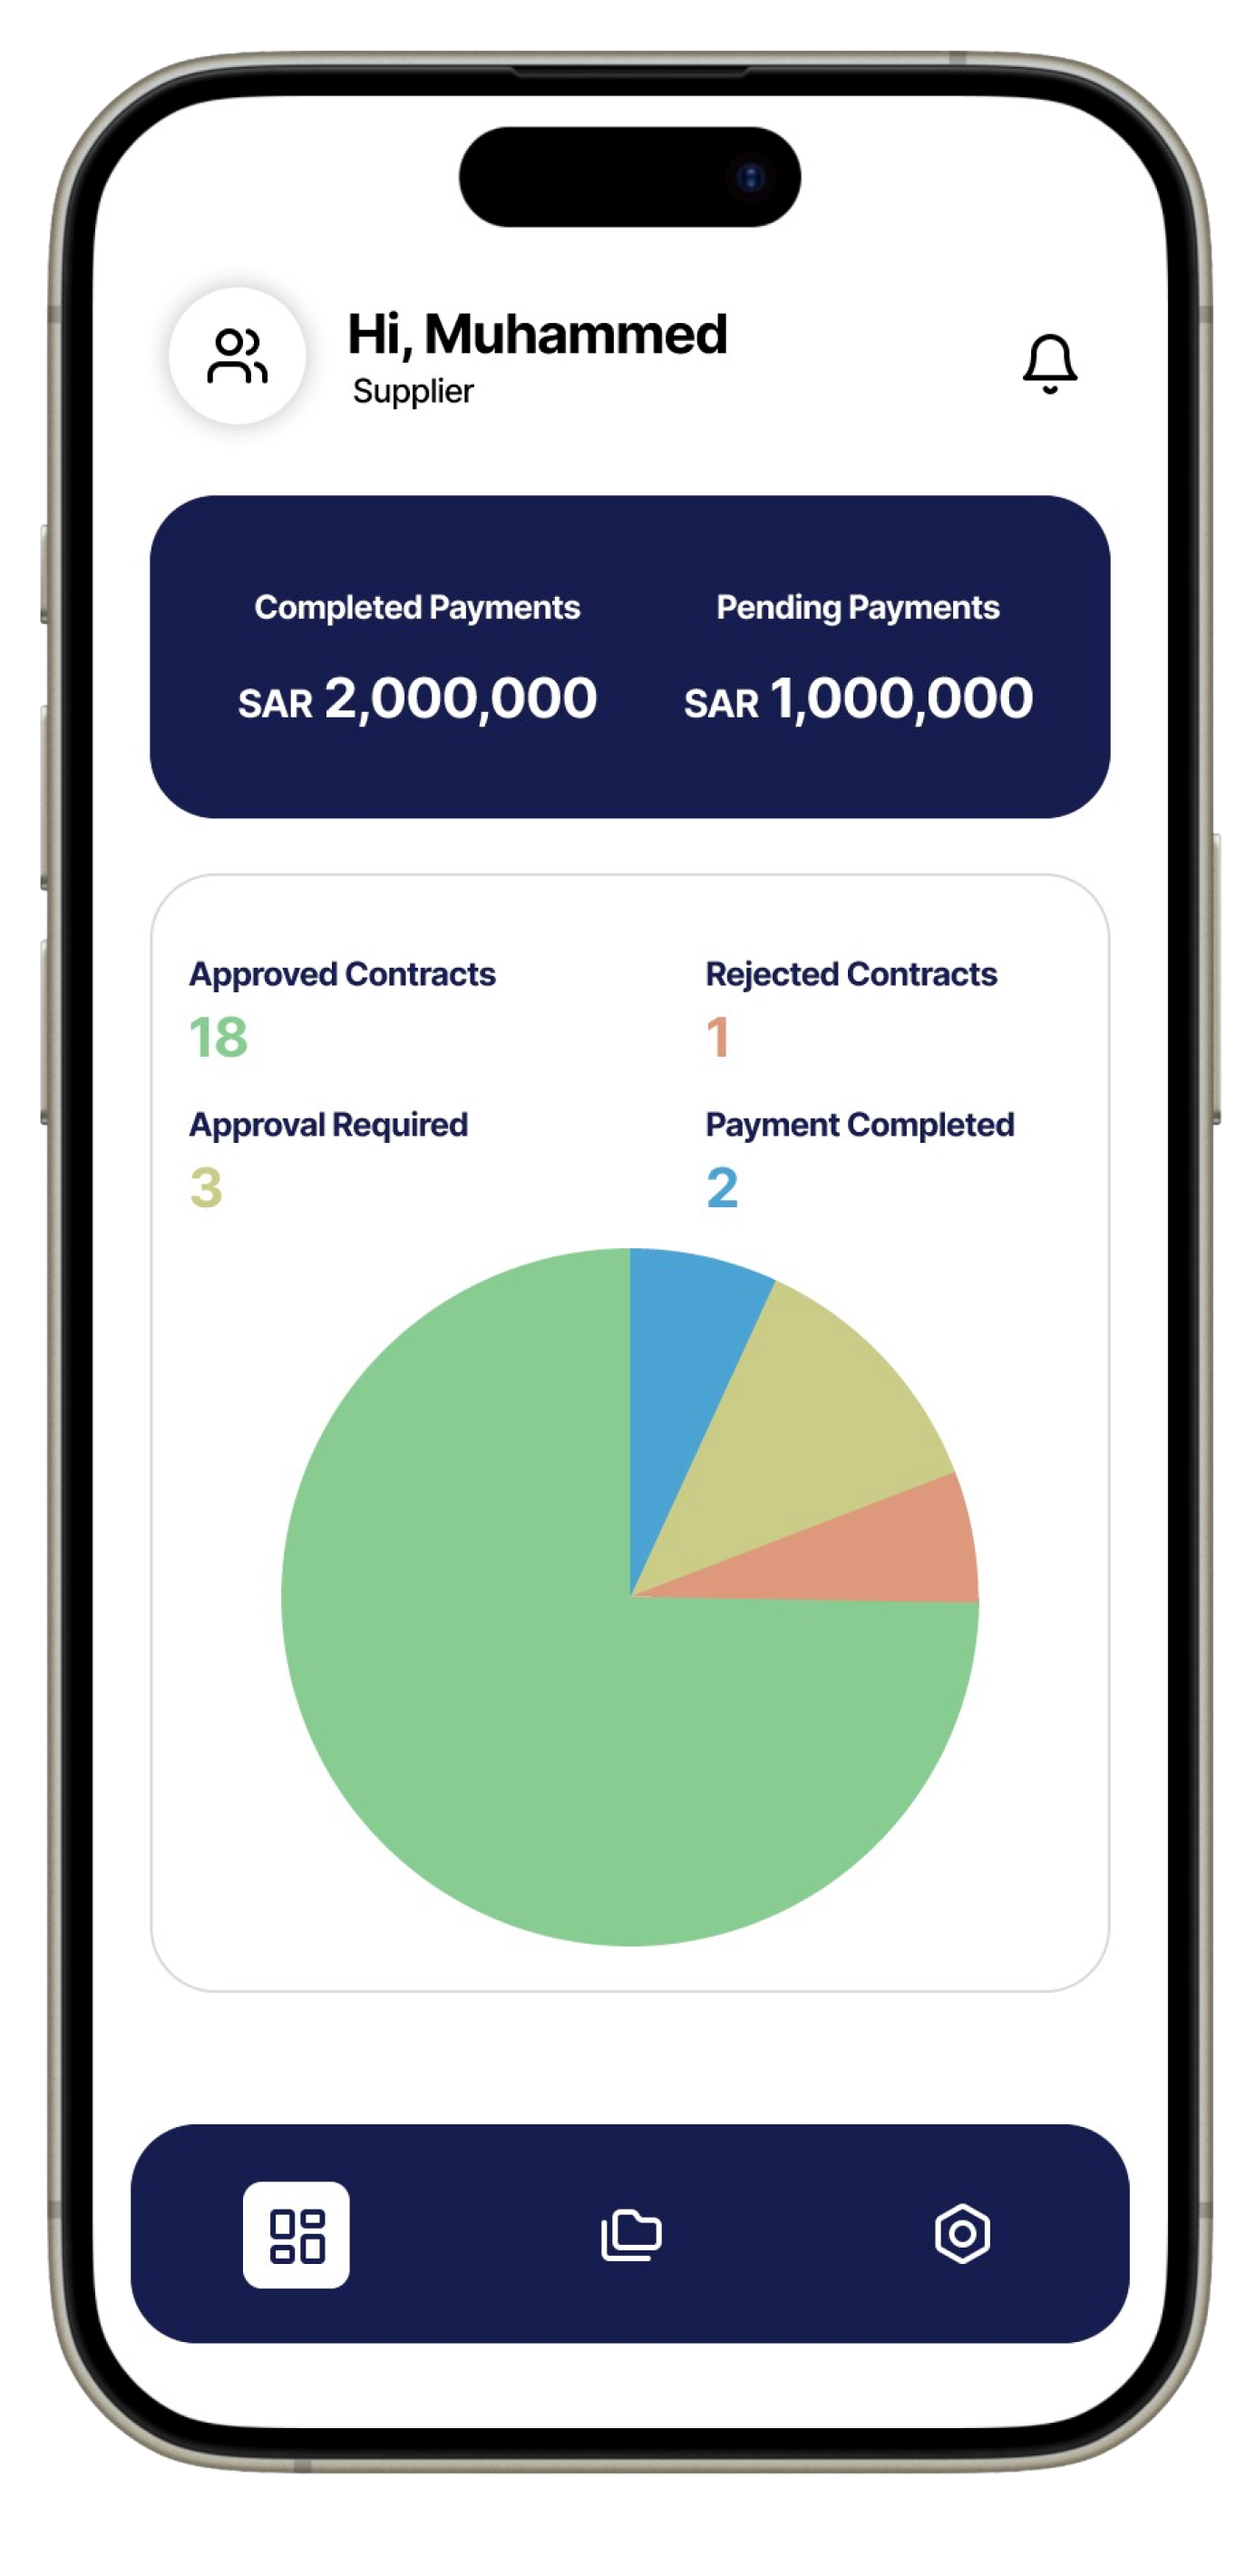 Hi, Muhammed
Supplier
Completed Payments
Pending Payments
SAR 2,000,000
SAR 1,000,000
Approved Contracts
Rejected Contracts
18
1
Approval Required
Payment Completed
3
2